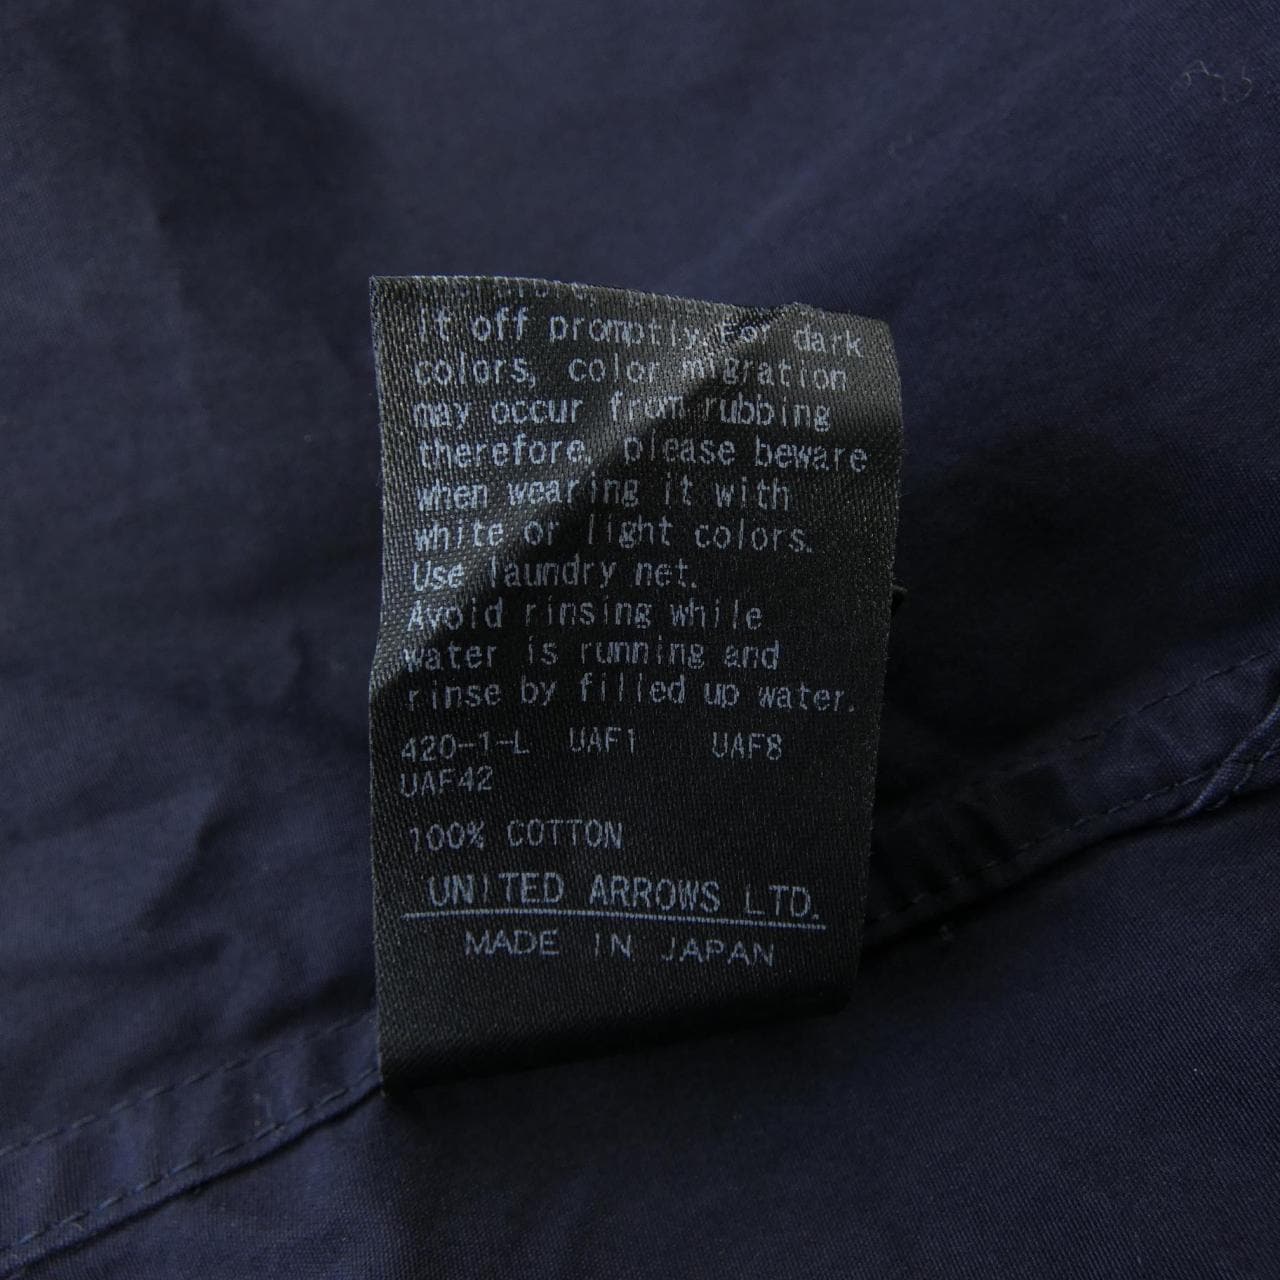 it off promptly.For dark
colors, color migration
may occur from rubbing
therefore, please beware
when wearing it with
white or light colors.
Use laundry net.
Avoid rinsing while
water is running and
rinse by filled up water.
420-1-L UAF1 UAF8
UAF42
100% COTTON
UNITED ARROWS LTD.
MADE IN JAPAN